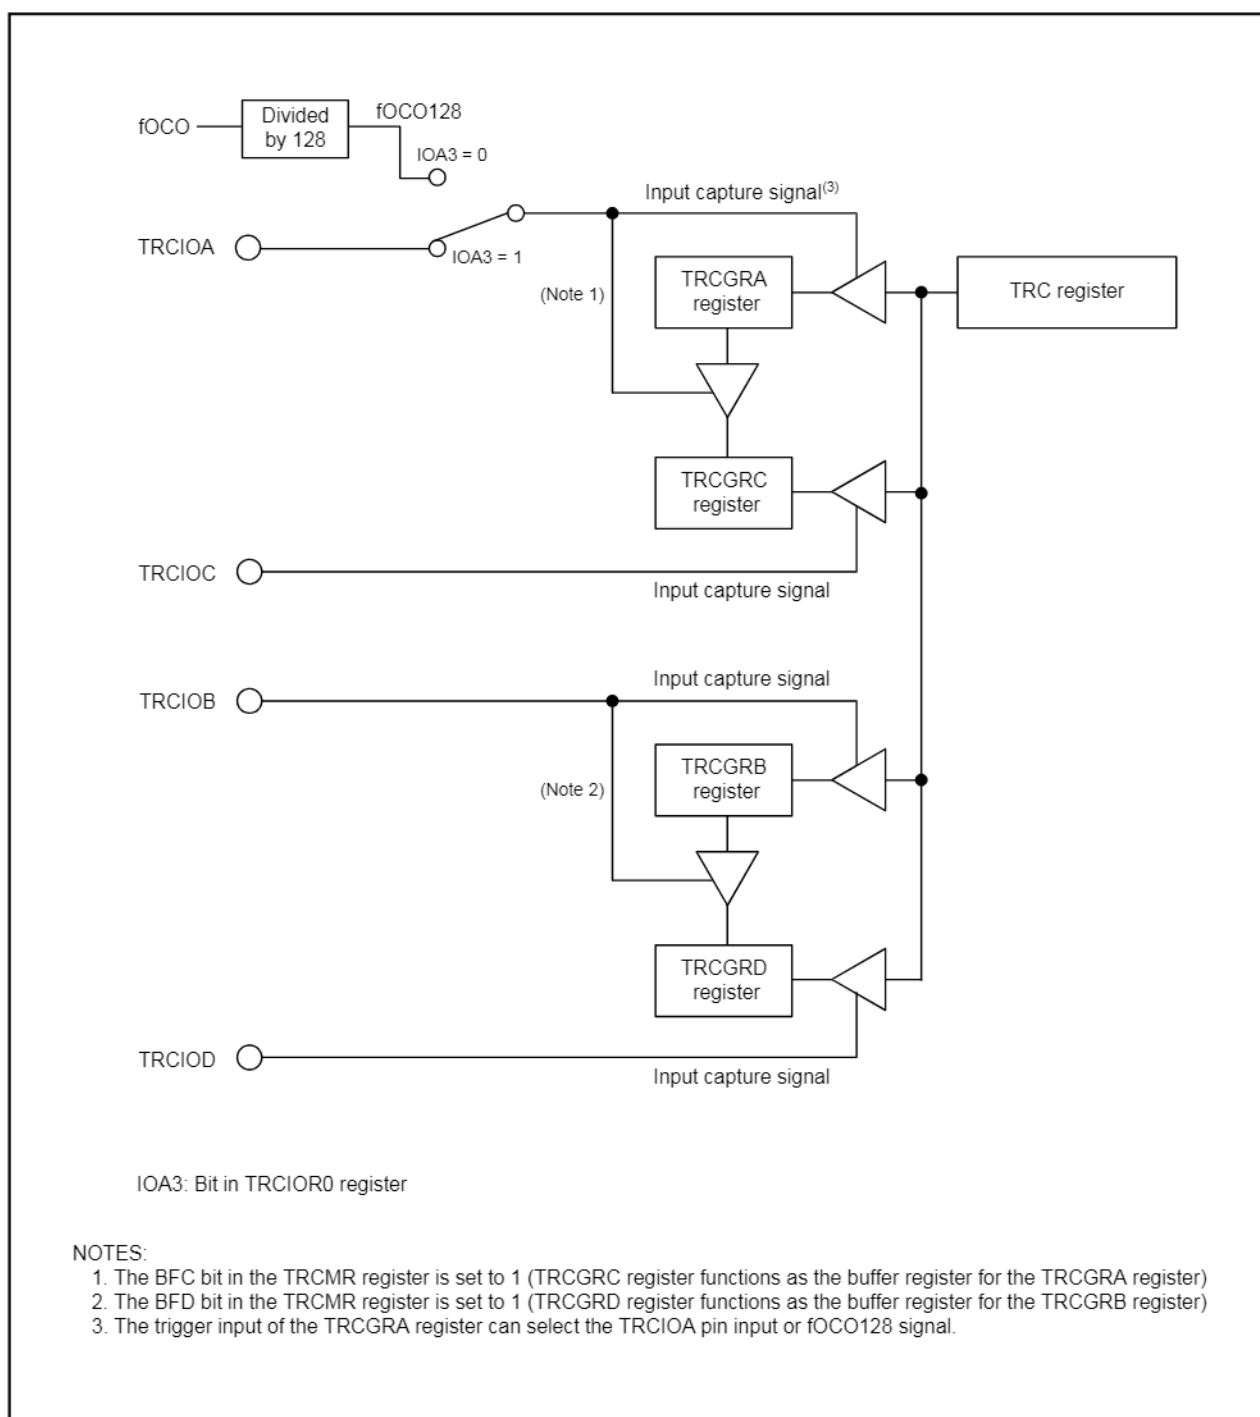 fOCO
Divided
by 128
fOCO128
IOA3 = 0
Input capture signal(3)
TRCIOA
IOA3 = 1
(Note 1)
TRCGRA
register
TRC register
TRCGRC
register
TRCIOC
Input capture signal
Input capture signal
TRCIOB
(Note 2)
TRCGRB
register
TRCGRD
register
TRCIOD
Input capture signal
IOA3: Bit in TRCIOR0 register
NOTES:
1. The BFC bit in the TRCMR register is set to 1 (TRCGRC register functions as the buffer register for the TRCGRA register)
2. The BFD bit in the TRCMR register is set to 1 (TRCGRD register functions as the buffer register for the TRCGRB register)
3. The trigger input of the TRCGRA register can select the TRCIOA pin input or fOCO128 signal.